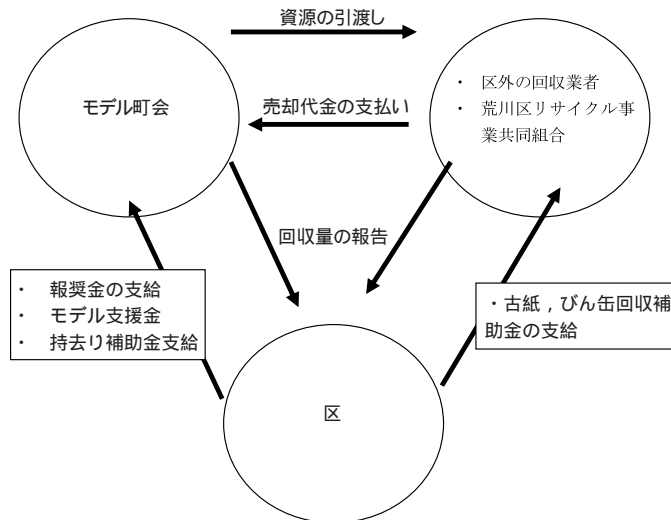 資源の引渡し
モデル町会
・ 区外の回収業者
・ 荒川区リサイクル事
業共同組合
売却代金の支払い
回収量の報告
・ 報奨金の支給
・ モデル支援金
・ 持去り補助金支給
・古紙，びん缶回収補
助金の支給
区